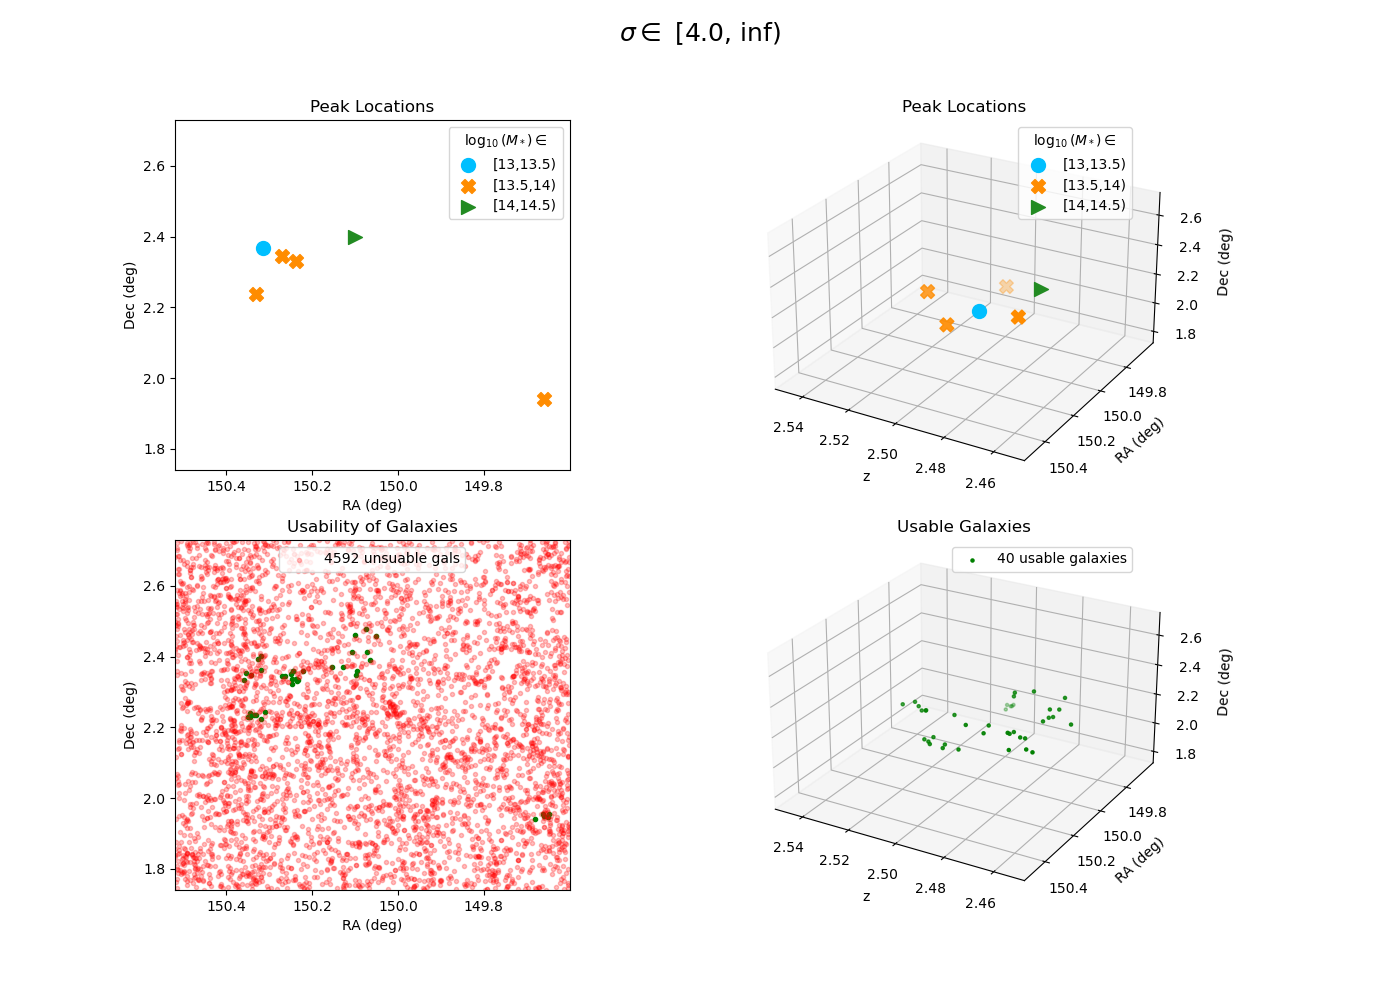 σ ∈ [4.0, inf)
Peak Locations
log₁₀(M*) ∈
[13,13.5)
[13.5,14)
[14,14.5)
2.6
2.4
2.2
2.0
1.8
Dec (deg)
150.4 150.2 150.0 149.8
RA (deg)
Peak Locations
log₁₀(M*) ∈
[13,13.5)
[13.5,14)
[14,14.5)
2.6
2.4
2.2
2.0
1.8
Dec (deg)
149.8
150.0
150.2
150.4
RA (deg)
2.54
2.52
2.50
2.48
2.46
z
Usability of Galaxies
4592 unsuable gals
2.6
2.4
2.2
2.0
1.8
Dec (deg)
150.4 150.2 150.0 149.8
RA (deg)
Usable Galaxies
40 usable galaxies
2.6
2.4
2.2
2.0
1.8
Dec (deg)
149.8
150.0
150.2
150.4
RA (deg)
2.54
2.52
2.50
2.48
2.46
z